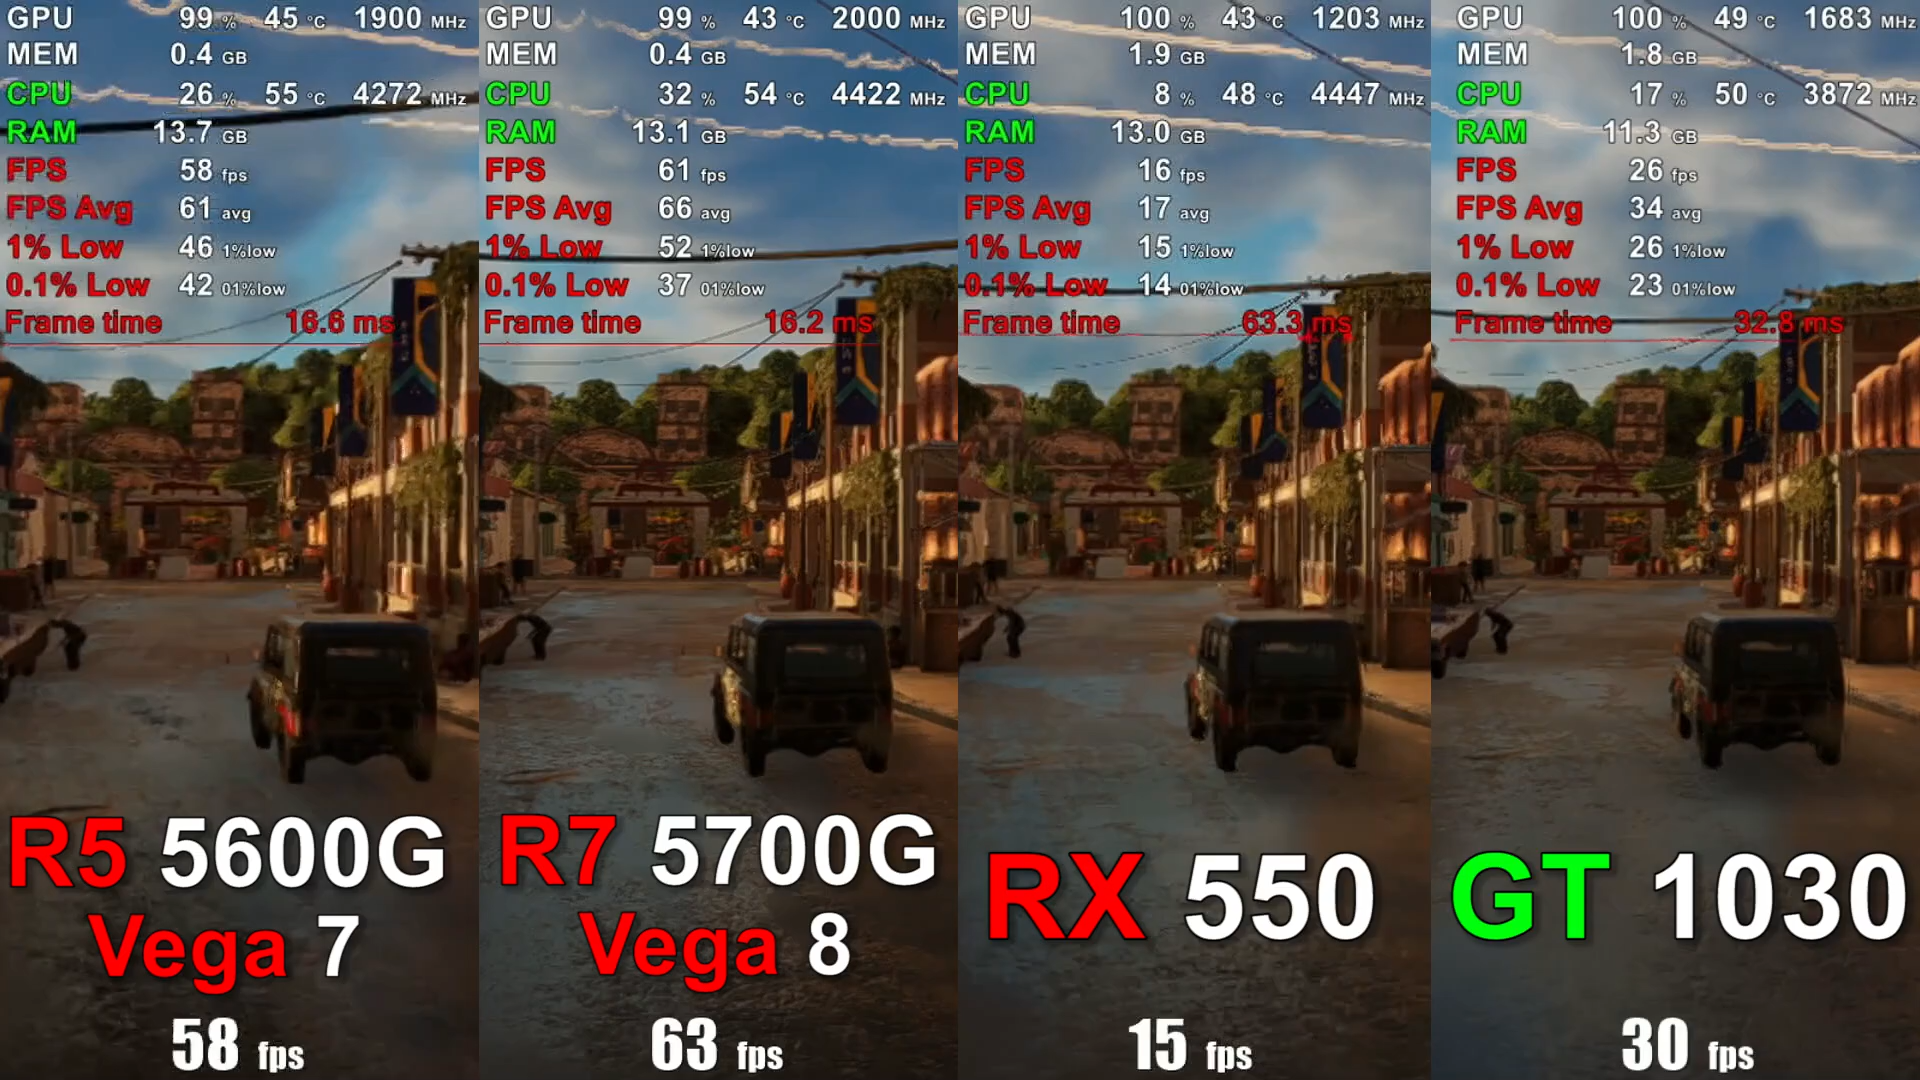 GPU 99 % 45 °C 1900 MHz
MEM 0.4 GB
CPU 26 % 55 °C 4272 MHz
RAM 13.7 GB
FPS 58 fps
FPS Avg 61 avg
1% Low 46 1%low
0.1% Low 42 01%low
Frame time 16.6 ms
R5 5600G
Vega 7
58 fps
GPU 99 % 43 °C 2000 MHz
MEM 0.4 GB
CPU 32 % 54 °C 4422 MHz
RAM 13.1 GB
FPS 61 fps
FPS Avg 66 avg
1% Low 52 1%low
0.1% Low 37 01%low
Frame time 16.2 ms
R7 5700G
Vega 8
63 fps
GPU 100 % 43 °C 1203 MHz
MEM 1.9 GB
CPU 8 % 48 °C 4447 MHz
RAM 13.0 GB
FPS 16 fps
FPS Avg 17 avg
1% Low 15 1%low
0.1% Low 14 01%low
Frame time 63.3 ms
RX 550
15 fps
GPU 100 % 49 °C 1683 MHz
MEM 1.8 GB
CPU 17 % 50 °C 3872 MHz
RAM 11.3 GB
FPS 26 fps
FPS Avg 34 avg
1% Low 26 1%low
0.1% Low 23 01%low
Frame time 32.8 ms
GT 1030
30 fps